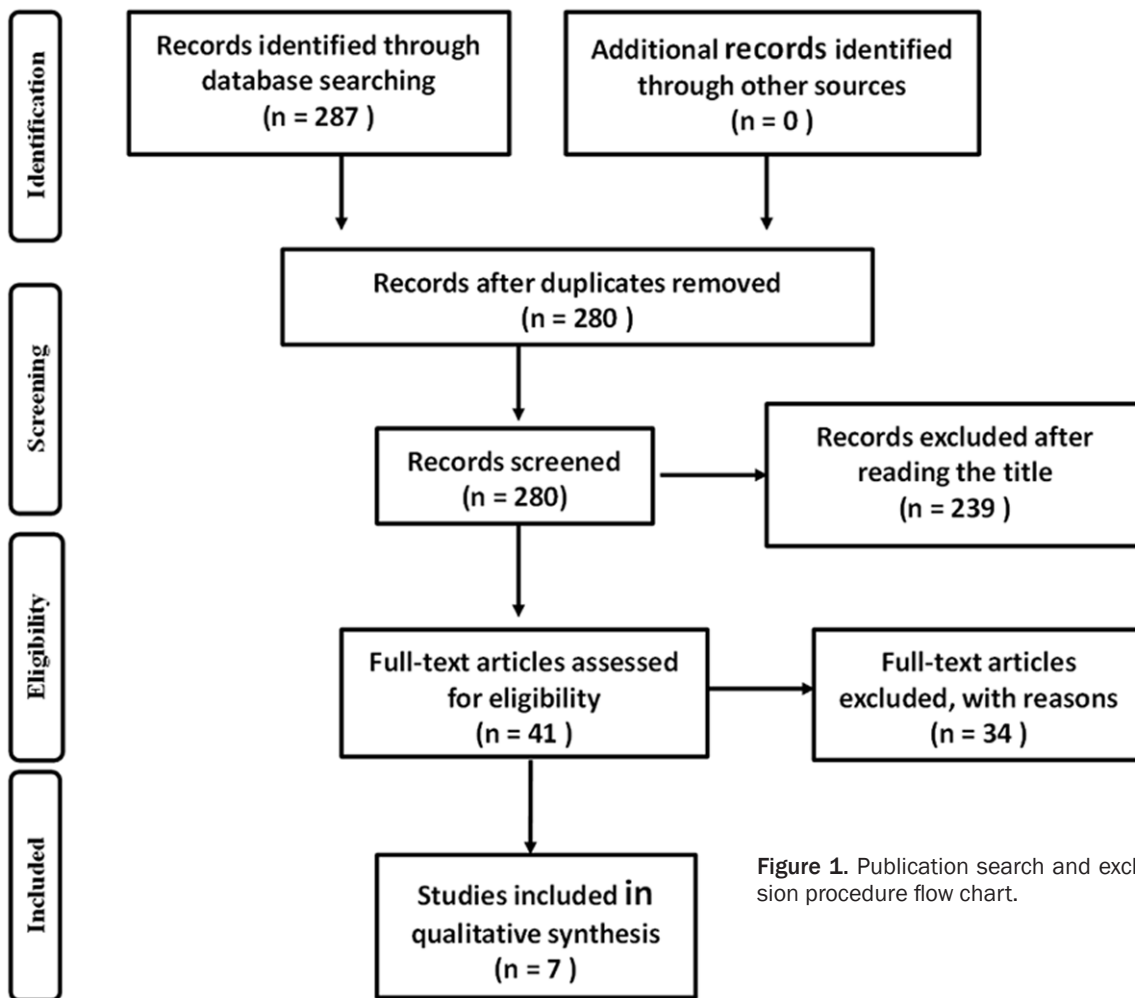 Identification
Records identified through
database searching
(n = 287 )
Additional records identified
through other sources
(n = 0 )
Screening
Records after duplicates removed
(n = 280 )
Records screened
(n = 280)
Records excluded after
reading the title
(n = 239 )
Eligibility
Full-text articles assessed
for eligibility
(n = 41 )
Full-text articles
excluded, with reasons
(n = 34 )
Included
Studies included in
qualitative synthesis
(n = 7 )
Figure 1. Publication search and exclu
sion procedure flow chart.